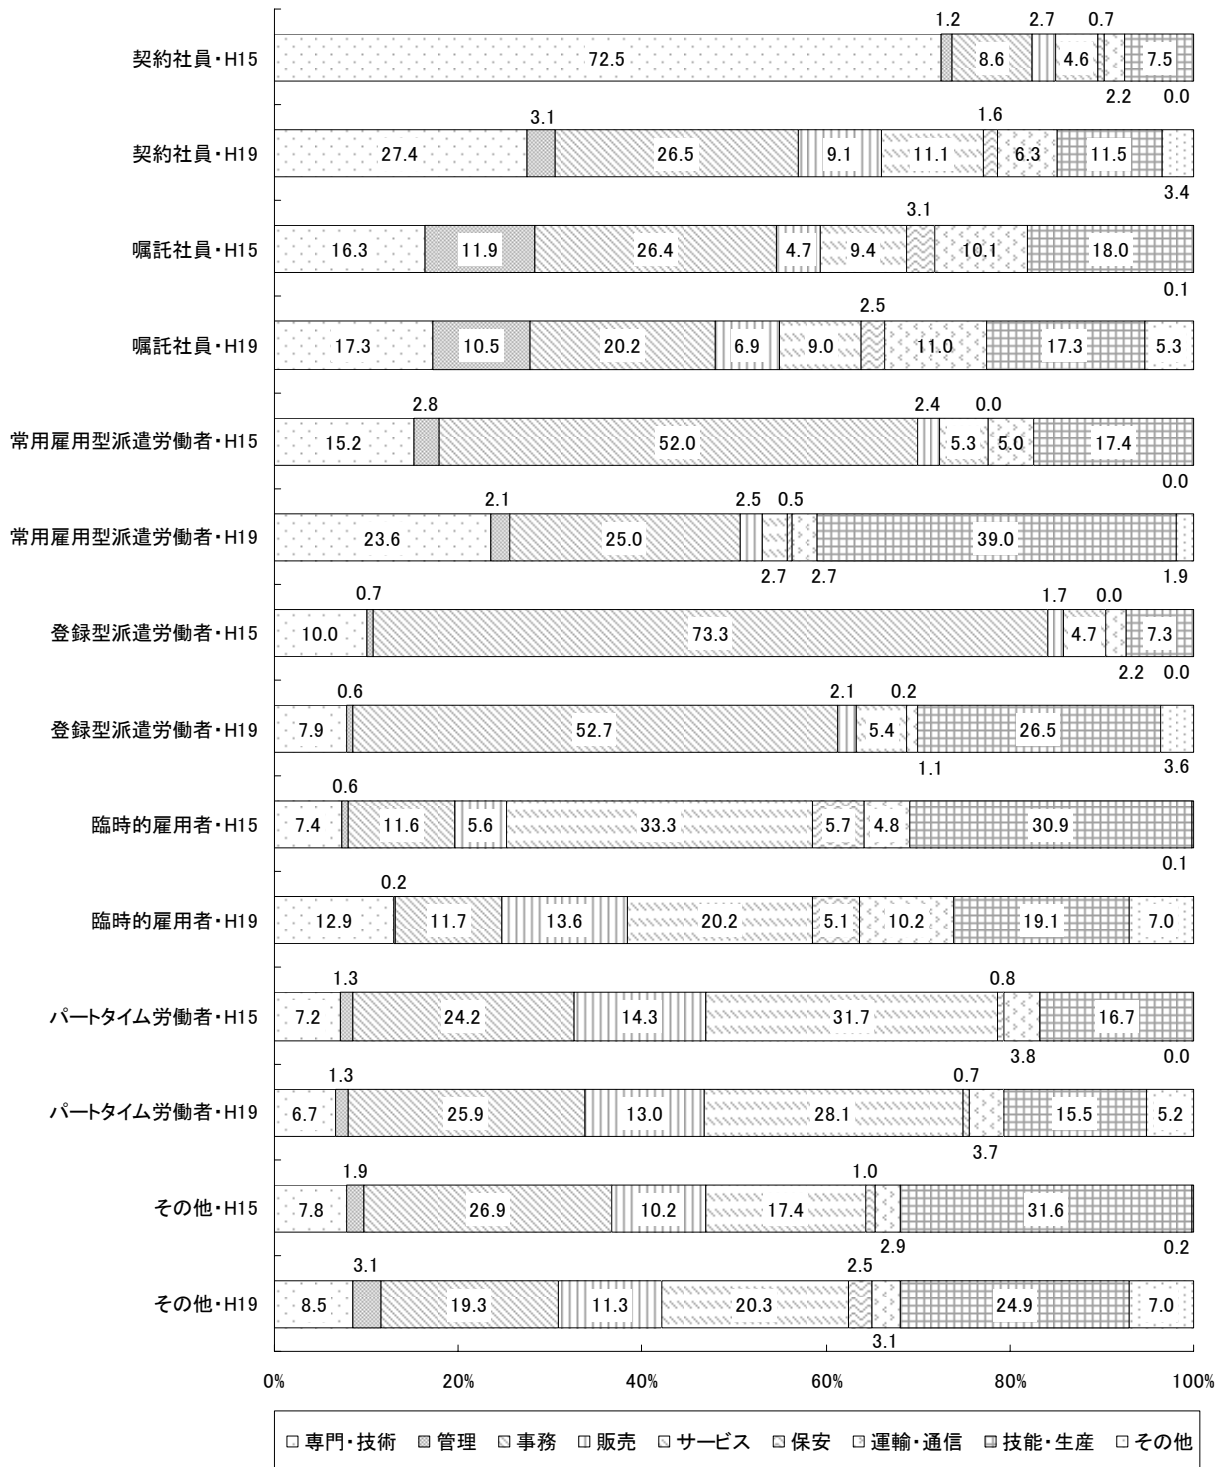 1.2 2.7 0.7
契約社員・H15 72.5 8.6 4.6 7.5
2.2 0.0
3.1 1.6
契約社員・H19 27.4 26.5 9.1 11.1 6.3 11.5
3.4
3.1
嘱託社員・H15 16.3 11.9 26.4 4.7 9.4 10.1 18.0
0.1
2.5
嘱託社員・H19 17.3 10.5 20.2 6.9 9.0 11.0 17.3 5.3
2.8 2.4 0.0
常用雇用型派遣労働者・H15 15.2 52.0 5.3 5.0 17.4
0.0
2.1 2.5 0.5
常用雇用型派遣労働者・H19 23.6 25.0 39.0
2.7 2.7 1.9
0.7 1.7 0.0
登録型派遣労働者・H15 10.0 73.3 4.7 7.3
2.2 0.0
0.6 2.1 0.2
登録型派遣労働者・H19 7.9 52.7 5.4 26.5
1.1 3.6
0.6
臨時的雇用者・H15 7.4 11.6 5.6 33.3 5.7 4.8 30.9
0.1
0.2
臨時的雇用者・H19 12.9 11.7 13.6 20.2 5.1 10.2 19.1 7.0
1.3 0.8
パートタイム労働者・H15 7.2 24.2 14.3 31.7 16.7
3.8 0.0
1.3 0.7
パートタイム労働者・H19 6.7 25.9 13.0 28.1 15.5 5.2
3.7
1.9 1.0
その他・H15 7.8 26.9 10.2 17.4 31.6
2.9 0.2
3.1 2.5
その他・H19 8.5 19.3 11.3 20.3 24.9 7.0
3.1
0% 20% 40% 60% 80% 100%
専門・技術 管理 事務 販売 サービス 保安 運輸・通信 技能・生産 その他